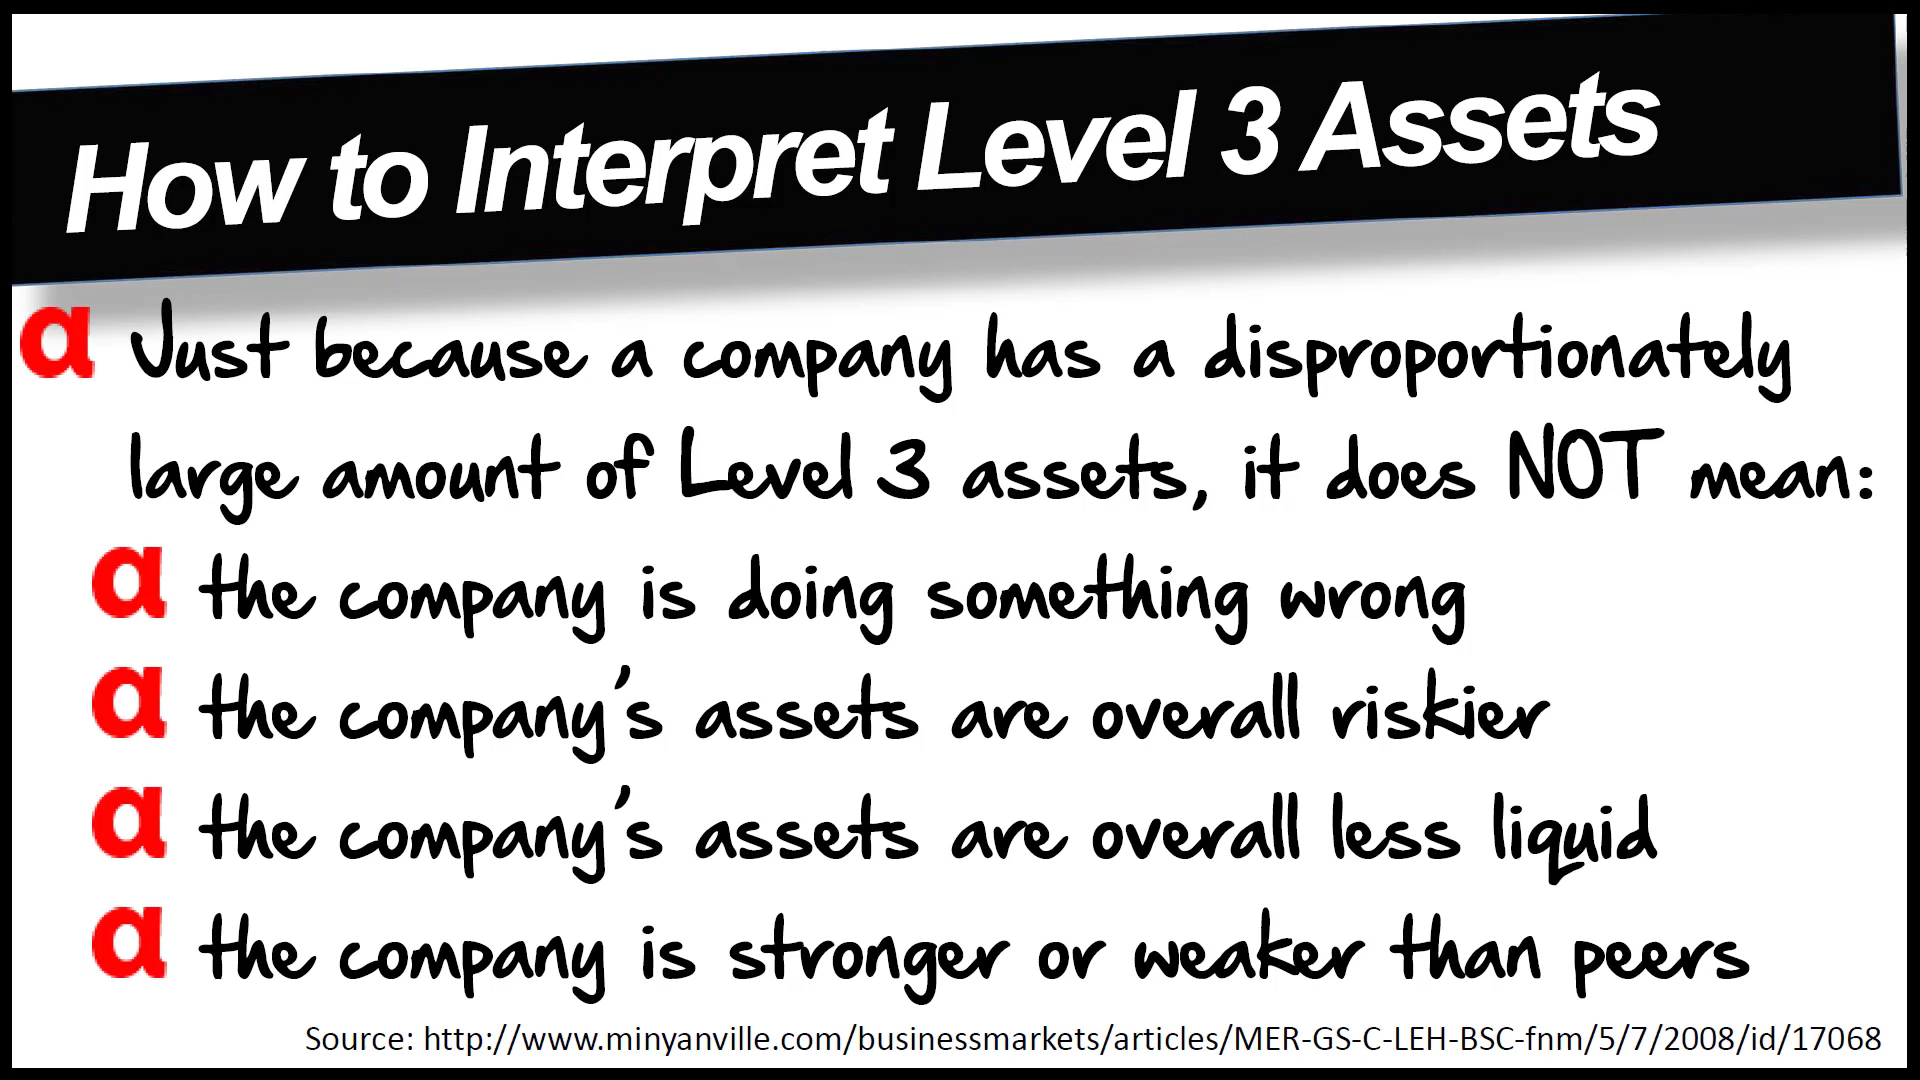 How to Interpret Level 3 Assets
α Just because a company has a disproportionately
large amount of Level 3 assets, it does NOT mean:
α the company is doing something wrong
α the company's assets are overall riskier
α the company's assets are overall less liquid
α the company is stronger or weaker than peers
Source: http://www.minyanville.com/businessmarkets/articles/MER-GS-C-LEH-BSC-fnm/5/7/2008/id/17068